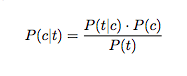 P(c|t) = P(t|c) · P(c) / P(t)